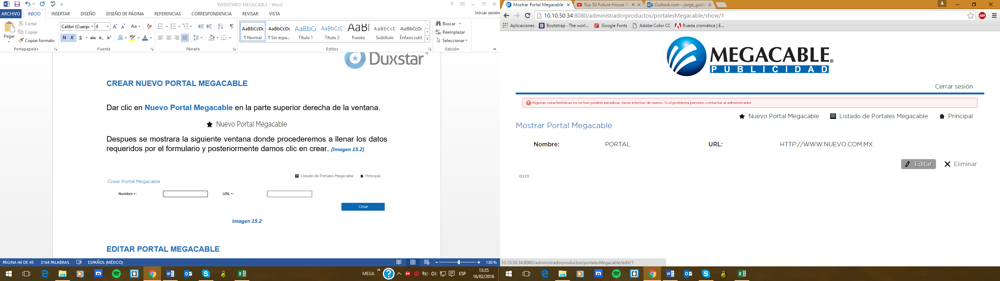 INVENTARIO MEGACABLE - Word
ARCHIVO INICIO INSERTAR DISEÑO DISEÑO DE PÁGINA REFERENCIAS CORRESPONDENCIA REVISAR VISTA Iniciar sesión
Pegar
Cortar
Copiar
Copiar formato
Portapapeles
Calibri (Cuerpo 9
N K S abc x₂ x²
Fuente
Párrafo
AaBbCcDc AaBbCcDc AaBbCc AaBbCcD AaBl AaBbCcD AaBbCcDc
¶ Normal ¶ Sin espa... Título 1 Título 2 Puesto Subtítulo Énfasis sutil
Estilos
Buscar
Reemplazar
Seleccionar
Edición
Duxstar®
CREAR NUEVO PORTAL MEGACABLE
Dar clic en Nuevo Portal Megacable en la parte superior derecha de la ventana.
Nuevo Portal Megacable
Despues se mostrara la siguiente ventana donde procederemos a llenar los datos
requeridos por el formulario y posteriormente damos clic en crear. (Imagen 15.2)
Listado de Portales Megacable Principal
Crear Portal Megacable
Nombre •: URL •:
Crear
Imagen 15.2
EDITAR PORTAL MEGACABLE
PÁGINA 44 DE 45 3164 PALABRAS ESPAÑOL (MÉXICO) 130 %
MEGA » ESP 13:35
16/02/2016
Mostrar Portal Megacable Top 50 Future House Tr Outlook.com - jorge_gutie
10.10.50.34:8080/administradorproductos/portalesMegacable/show/1
ABP
Aplicaciones Bootstrap · The worl... Google Fonts Adobe Color CC Rueda cromática | E...
MEGACABLE®
PUBLICIDAD
Cerrar sesión
Algunas características no se han podido inicializar, favor intentar de nuevo. Si el problema persiste, contactar al administrador.
Nuevo Portal Megacable Listado de Portales Megacable Principal
Mostrar Portal Megacable
Nombre: PORTAL URL: HTTP://WWW.NUEVO.COM.MX
Editar Eliminar
0.1.23
10.10.50.34:8080/administradorproductos/portalesMegacable/edit/1